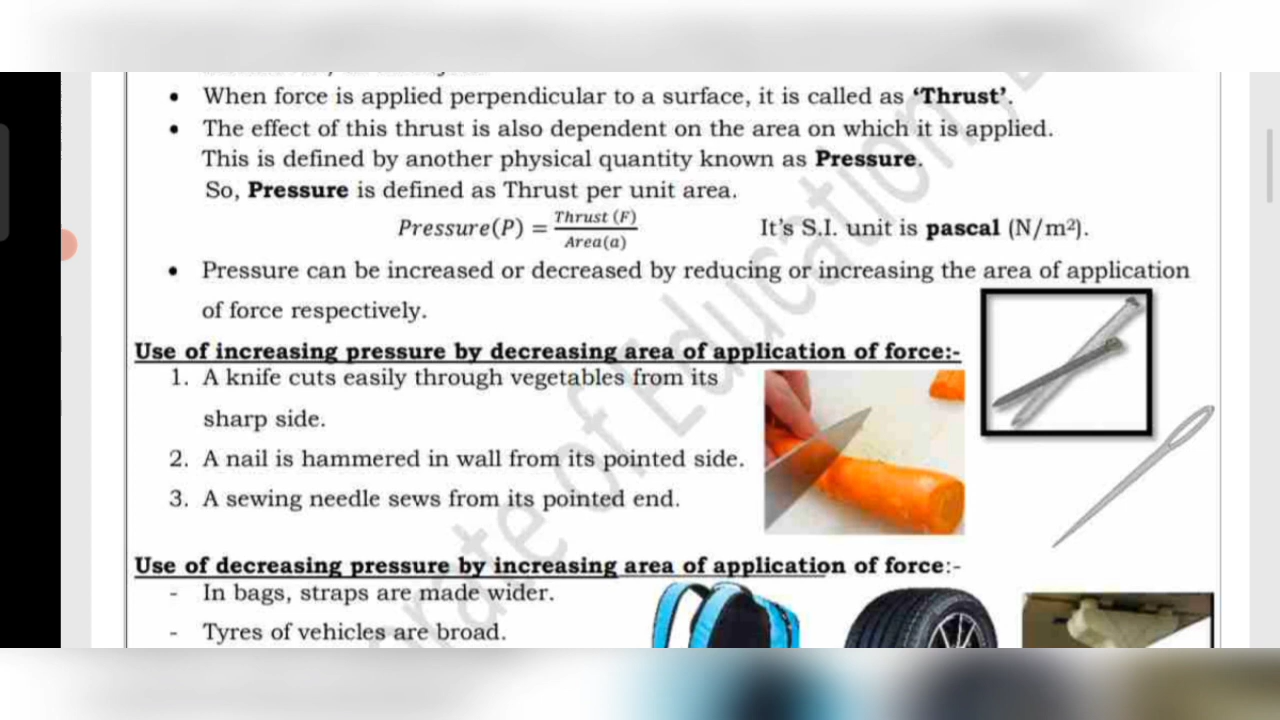 • When force is applied perpendicular to a surface, it is called as ‘Thrust’.
• The effect of this thrust is also dependent on the area on which it is applied.
This is defined by another physical quantity known as Pressure.
So, Pressure is defined as Thrust per unit area.
Pressure(P) = Thrust (F) / Area(a) It’s S.I. unit is pascal (N/m²).
• Pressure can be increased or decreased by reducing or increasing the area of application
of force respectively.
Use of increasing pressure by decreasing area of application of force:-
1. A knife cuts easily through vegetables from its
sharp side.
2. A nail is hammered in wall from its pointed side.
3. A sewing needle sews from its pointed end.
Use of decreasing pressure by increasing area of application of force:-
- In bags, straps are made wider.
- Tyres of vehicles are broad.
of Education